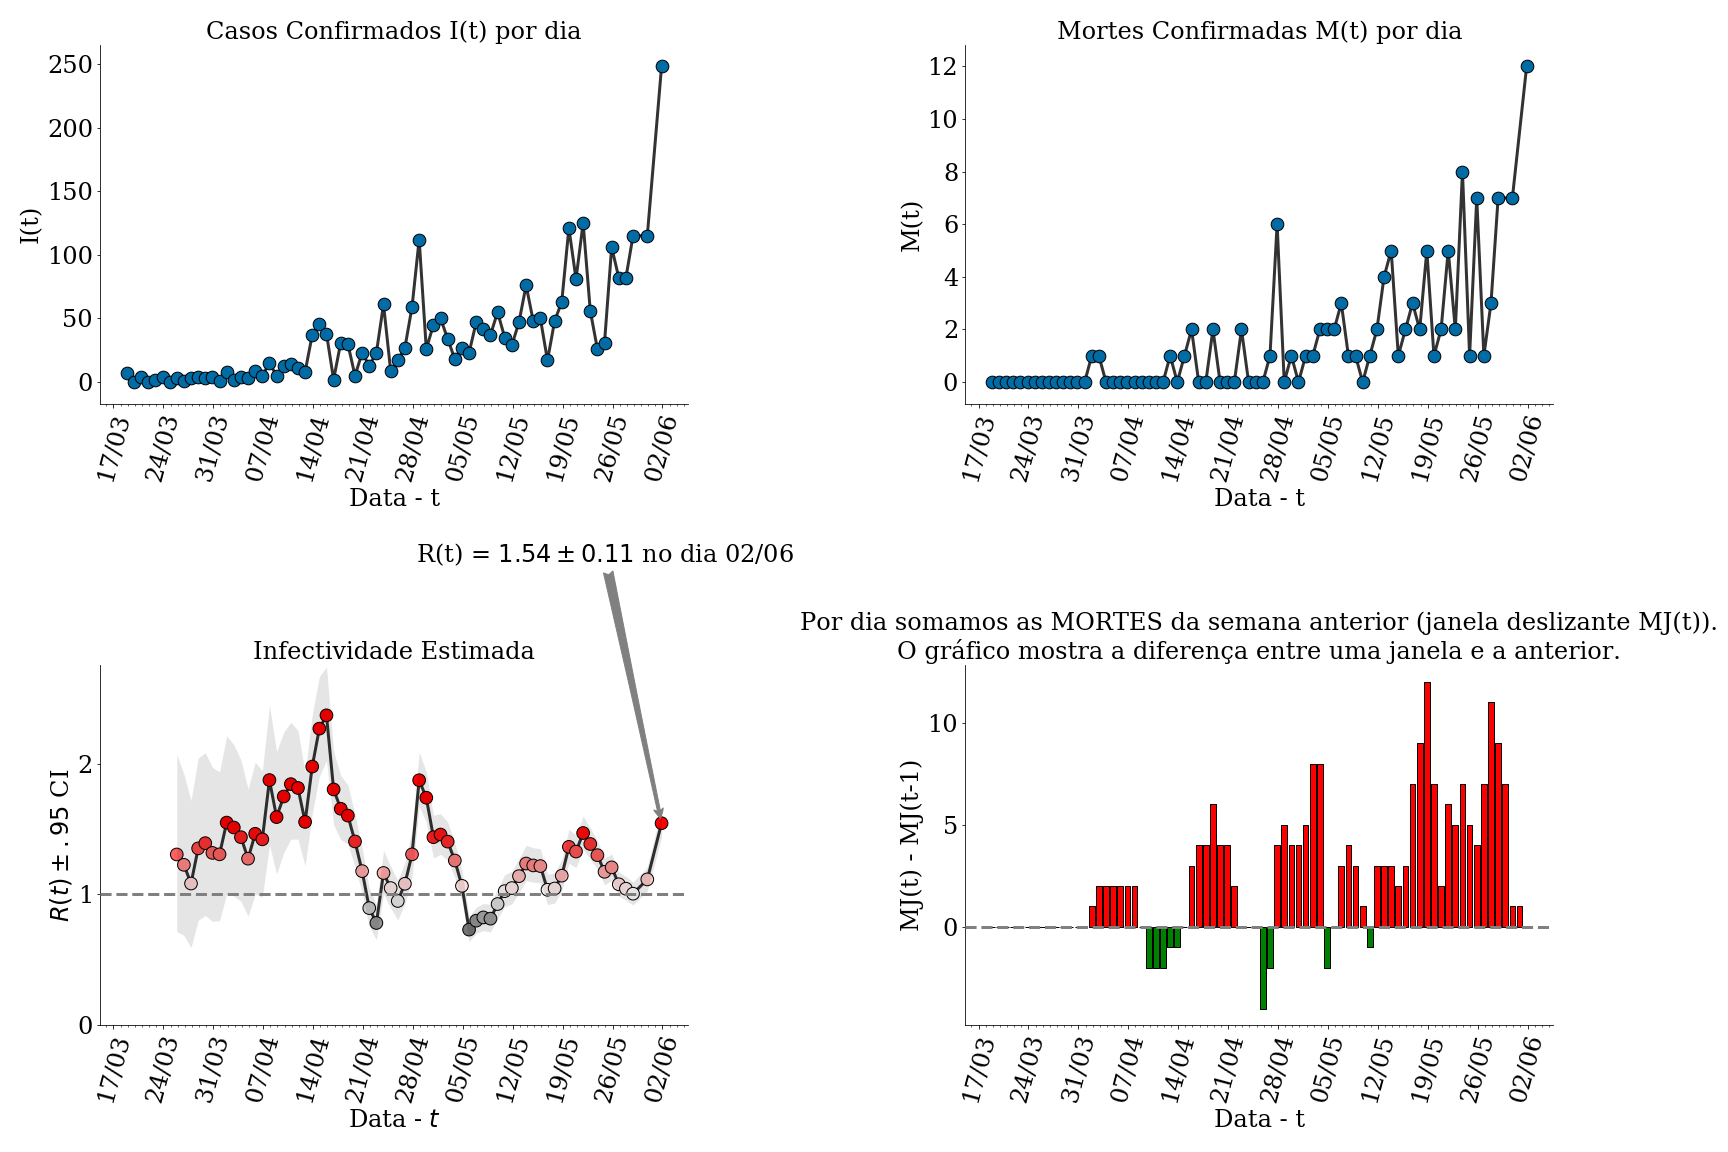 Casos Confirmados I(t) por dia
I(t)
250
200
150
100
50
0
17/03 24/03 31/03 07/04 14/04 21/04 28/04 05/05 12/05 19/05 26/05 02/06
Data - t
Mortes Confirmadas M(t) por dia
M(t)
12
10
8
6
4
2
0
17/03 24/03 31/03 07/04 14/04 21/04 28/04 05/05 12/05 19/05 26/05 02/06
Data - t
R(t) = 1.54 ± 0.11 no dia 02/06
Infectividade Estimada
R(t) ± .95 CI
2
1
0
17/03 24/03 31/03 07/04 14/04 21/04 28/04 05/05 12/05 19/05 26/05 02/06
Data - t
Por dia somamos as MORTES da semana anterior (janela deslizante MJ(t)).
O gráfico mostra a diferença entre uma janela e a anterior.
MJ(t) - MJ(t-1)
10
5
0
17/03 24/03 31/03 07/04 14/04 21/04 28/04 05/05 12/05 19/05 26/05 02/06
Data - t